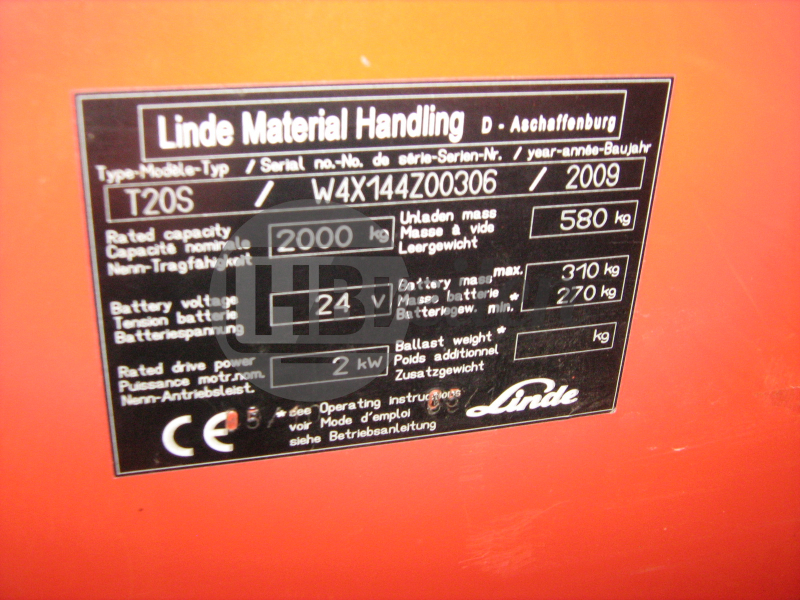 Linde Material Handling D - Aschaffenburg
Type-Modèle-Typ / Serial no.-No. de série-Serien-Nr. / year-année-Baujahr
T20S / W4X144Z00306 / 2009
Rated capacity
Capacité nominale
Nenn-Tragfähigkeit
2000 kg
Unladen mass
Masse à vide
Leergewicht
580 kg
Battery voltage
Tension batterie
Batteriespannung
24 V
Battery mass max.
Masse batterie *
Batteriegew. min.
310 kg
270 kg
Rated drive power
Puissance motr.nom.
Nenn-Antriebsleist.
2 kW
Ballast weight *
Poids additionnel
Zusatzgewicht
kg
CE
* see Operating Instructions
voir Mode d'emploi
siehe Betriebsanleitung
Linde